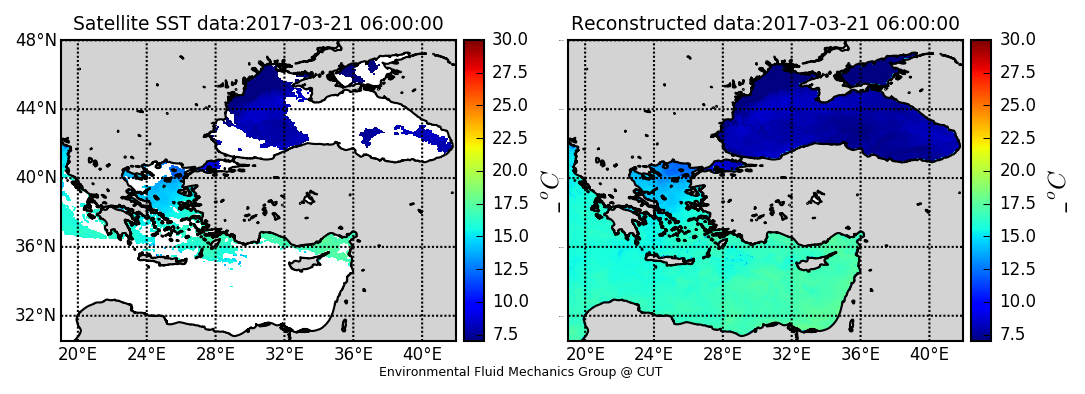 Satellite SST data:2017-03-21 06:00:00
48°N
44°N
40°N
36°N
32°N
20°E 24°E 28°E 32°E 36°E 40°E
30.0
27.5
25.0
22.5
20.0
17.5
15.0
12.5
10.0
7.5
_°C
Reconstructed data:2017-03-21 06:00:00
20°E 24°E 28°E 32°E 36°E 40°E
30.0
27.5
25.0
22.5
20.0
17.5
15.0
12.5
10.0
7.5
_°C
Environmental Fluid Mechanics Group @ CUT